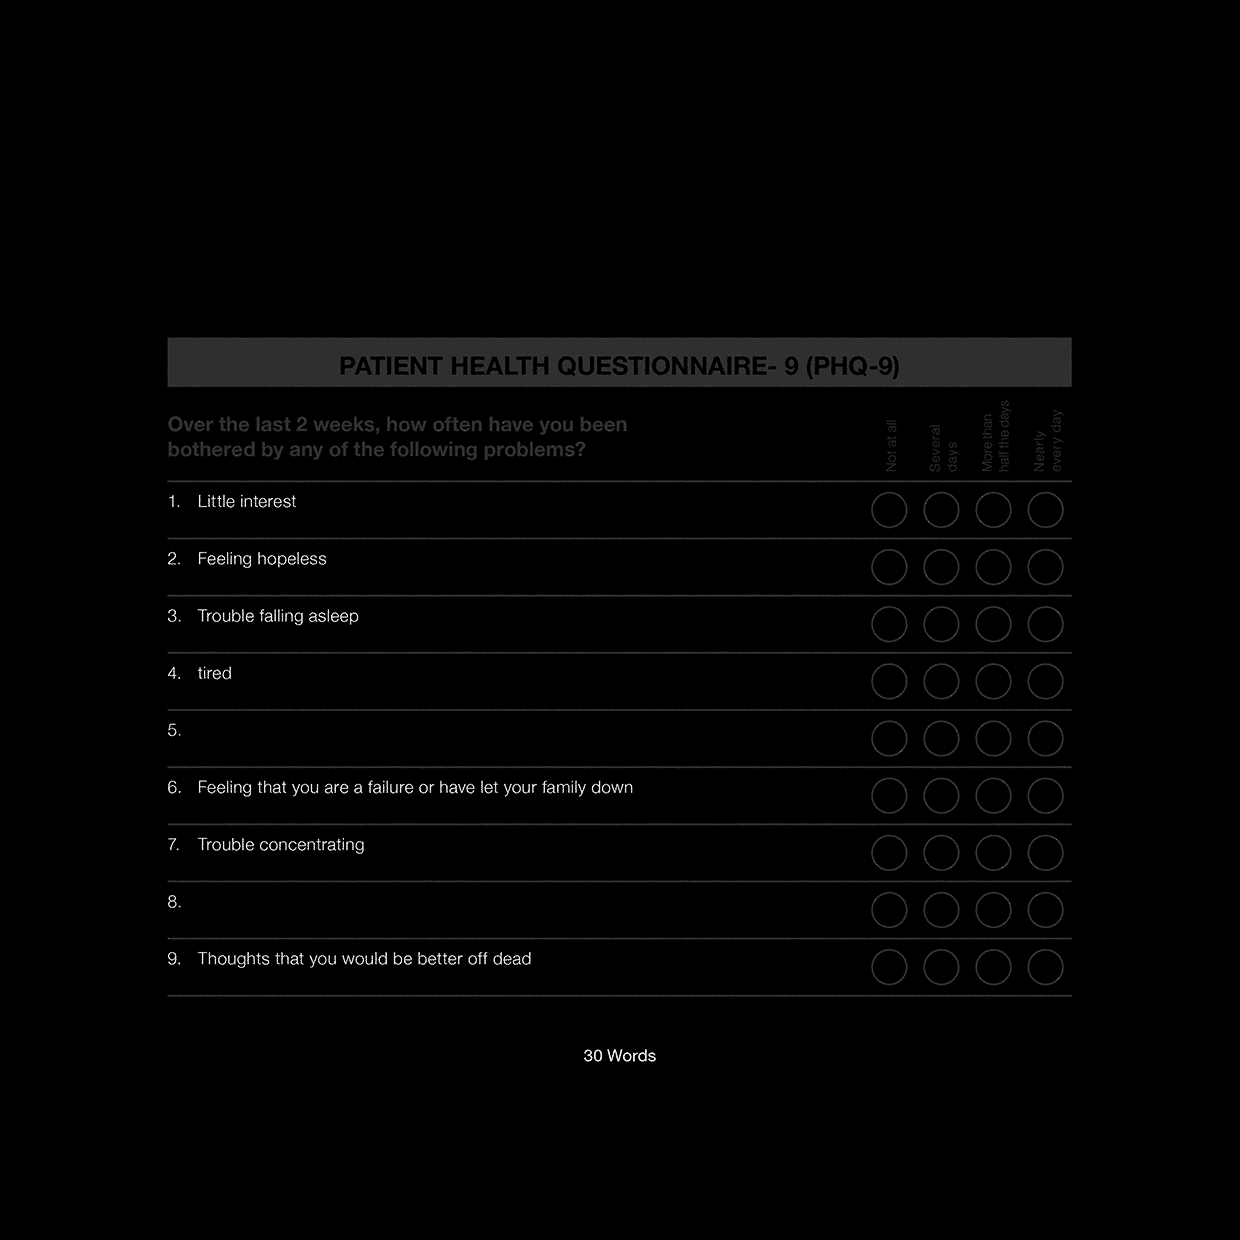 PATIENT HEALTH QUESTIONNAIRE- 9 (PHQ-9)
Over the last 2 weeks, how often have you been
bothered by any of the following problems?
Not at all
Several
days
More than
half the days
Nearly
every day
1. Little interest
2. Feeling hopeless
3. Trouble falling asleep
4. tired
5.
6. Feeling that you are a failure or have let your family down
7. Trouble concentrating
8.
9. Thoughts that you would be better off dead
30 Words